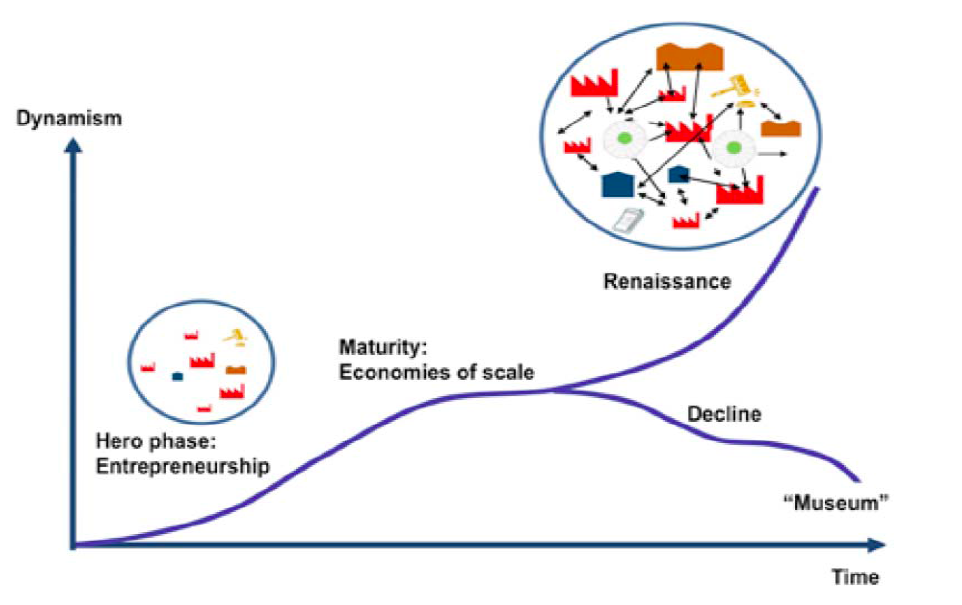 Dynamism
Renaissance
Maturity:
Economies of scale
Decline
Hero phase:
Entrepreneurship
“Museum”
Time